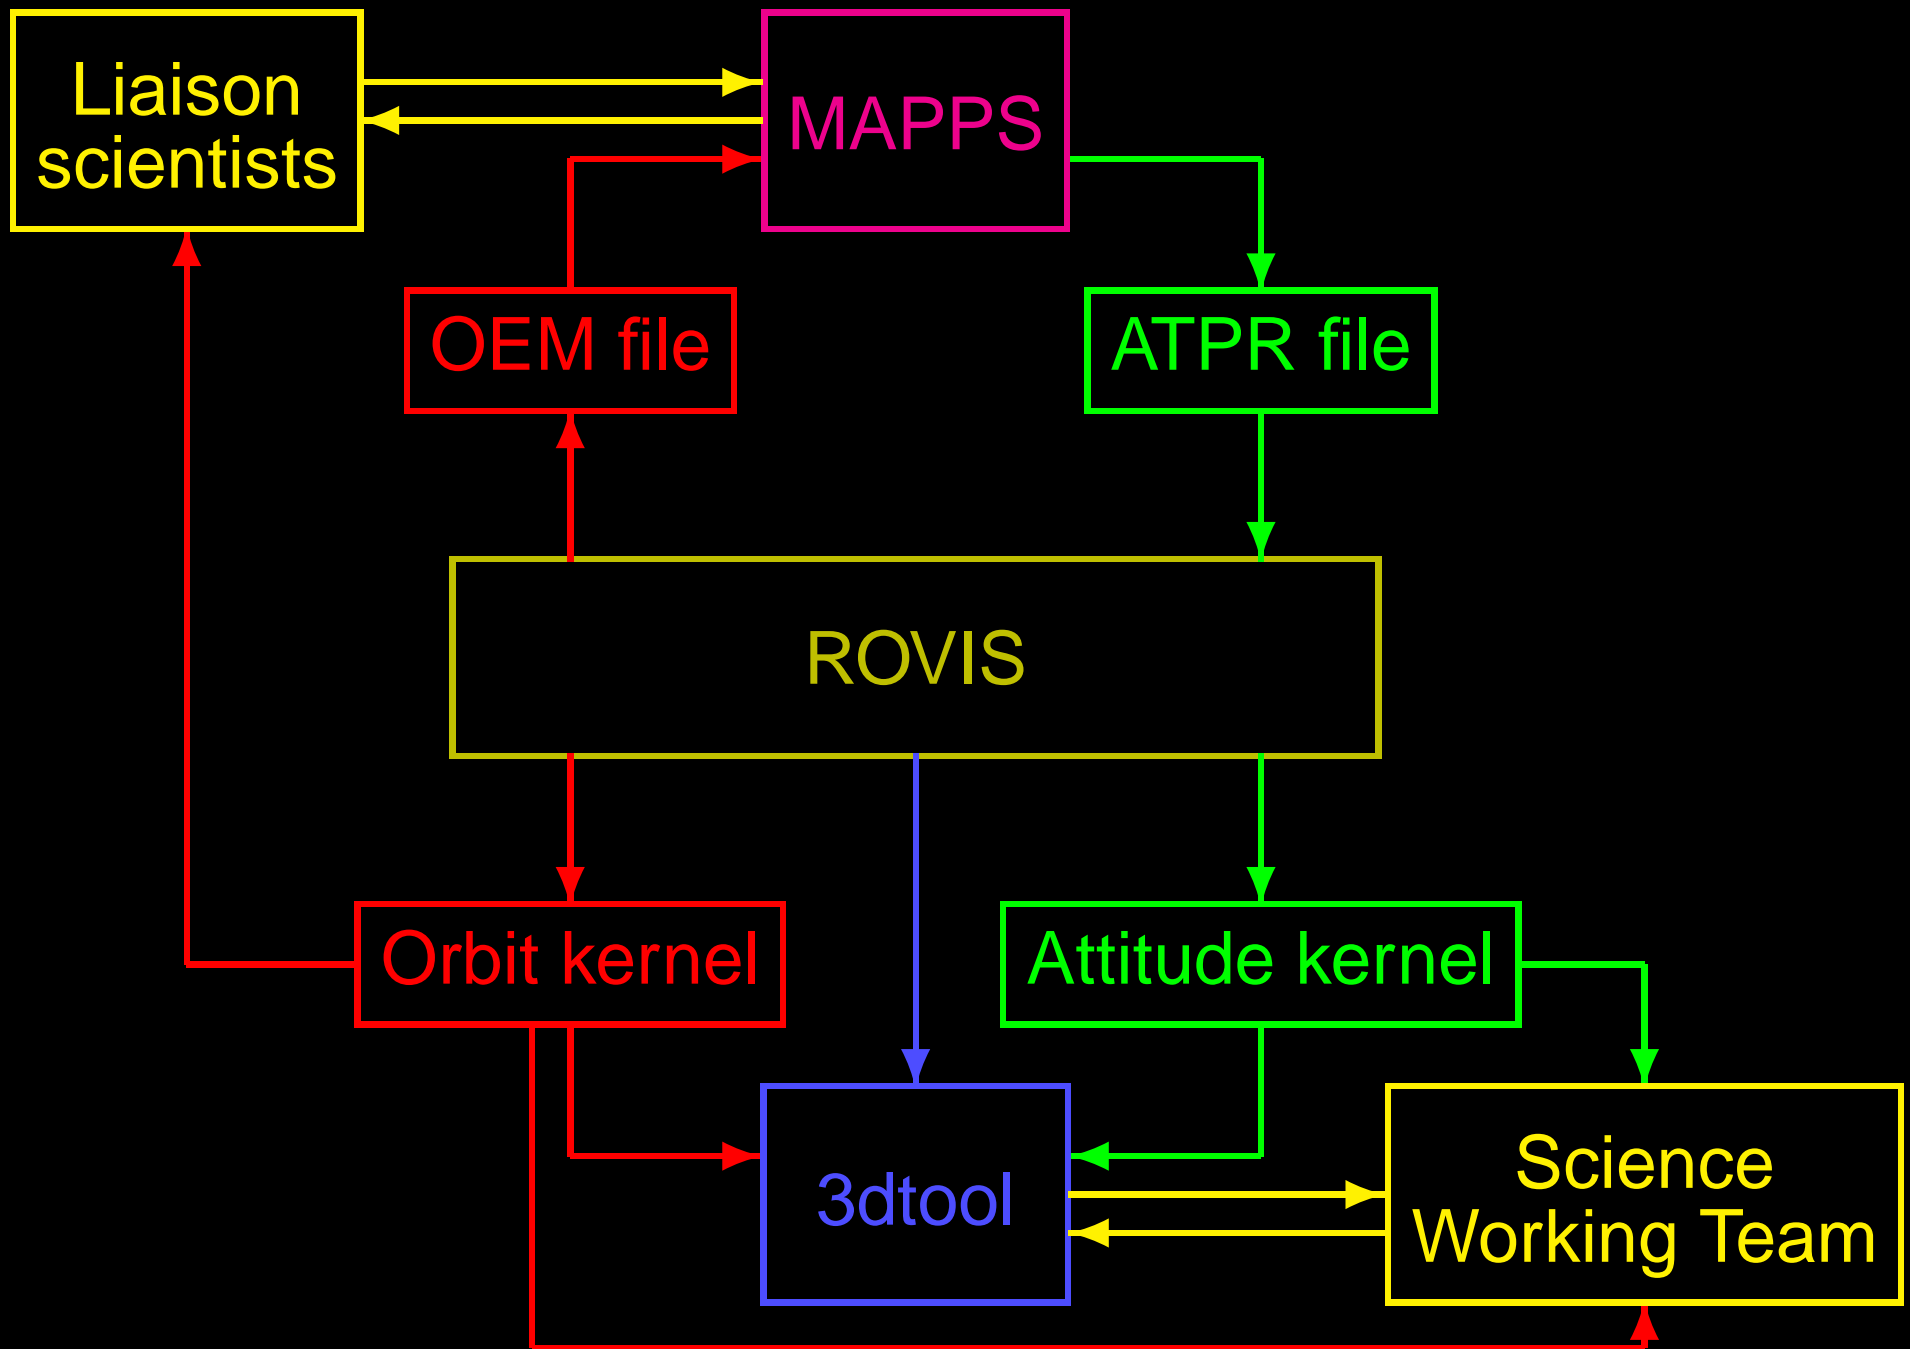 Liaison
scientists
MAPPS
OEM file
ATPR file
ROVIS
Orbit kernel
Attitude kernel
3dtool
Science
Working Team